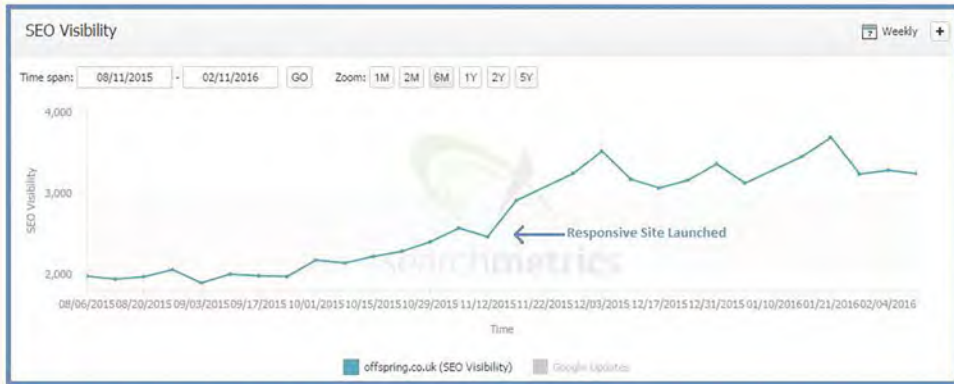 SEO Visibility
Weekly +
Time span: 08/11/2015 - 02/11/2016 GO Zoom: 1M 2M 6M 1Y 2Y 5Y
4,000
3,000
2,000
SEO Visibility
Responsive Site Launched
searchmetrics
08/06/2015 08/20/2015 09/03/2015 09/17/2015 10/01/2015 10/15/2015 10/29/2015 11/12/2015 11/22/2015 12/03/2015 12/17/2015 12/31/2015 01/10/2016 01/21/2016 02/04/2016
Time
offspring.co.uk (SEO Visibility) Google Updates